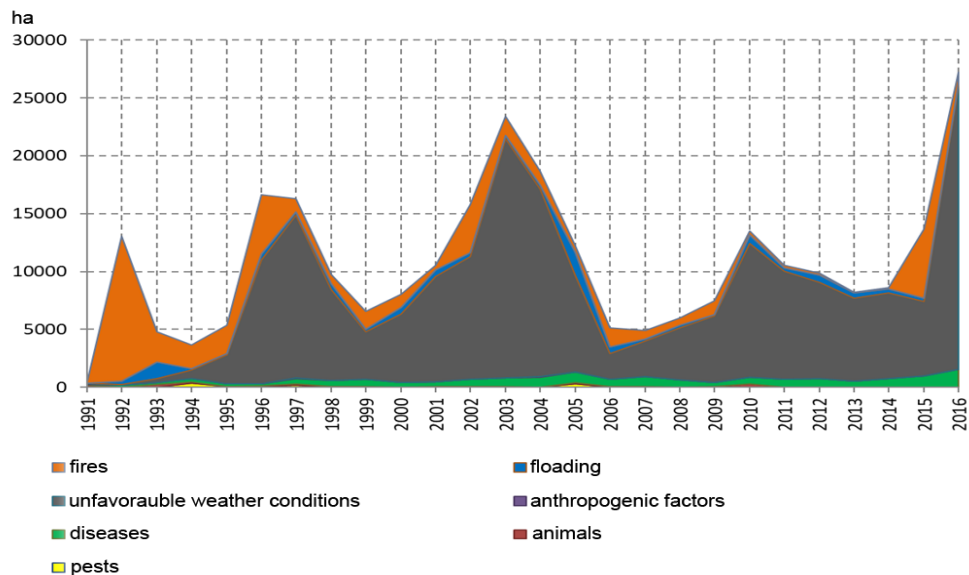 ha
30000
25000
20000
15000
10000
5000
0
1991 1992 1993 1994 1995 1996 1997 1998 1999 2000 2001 2002 2003 2004 2005 2006 2007 2008 2009 2010 2011 2012 2013 2014 2015 2016
fires floading
unfavorauble weather conditions anthropogenic factors
diseases animals
pests